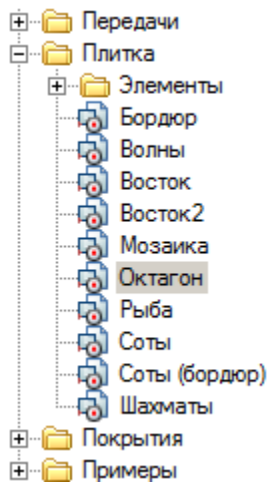 Передачи
Плитка
Элементы
Бордюр
Волны
Восток
Восток2
Мозаика
Октагон
Рыба
Соты
Соты (бордюр)
Шахматы
Покрытия
Примеры